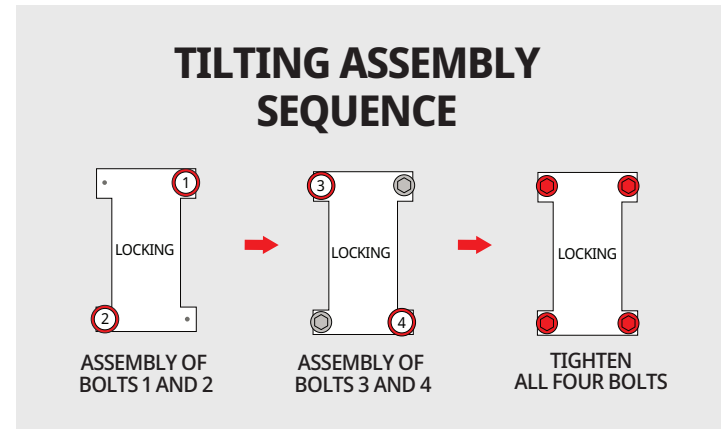 TILTING ASSEMBLY
SEQUENCE
1
LOCKING
2
3
LOCKING
4
LOCKING
ASSEMBLY OF
BOLTS 1 AND 2
ASSEMBLY OF
BOLTS 3 AND 4
TIGHTEN
ALL FOUR BOLTS